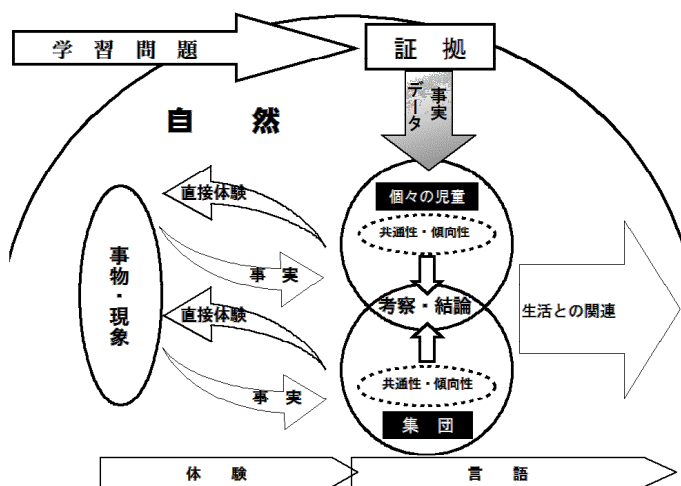 学習問題
証拠
事実
データ
自然
個々の児童
直接体験
共通性・傾向性
事実
事物・現象
考察・結論
生活との関連
直接体験
共通性・傾向性
事実
集団
体験
言語